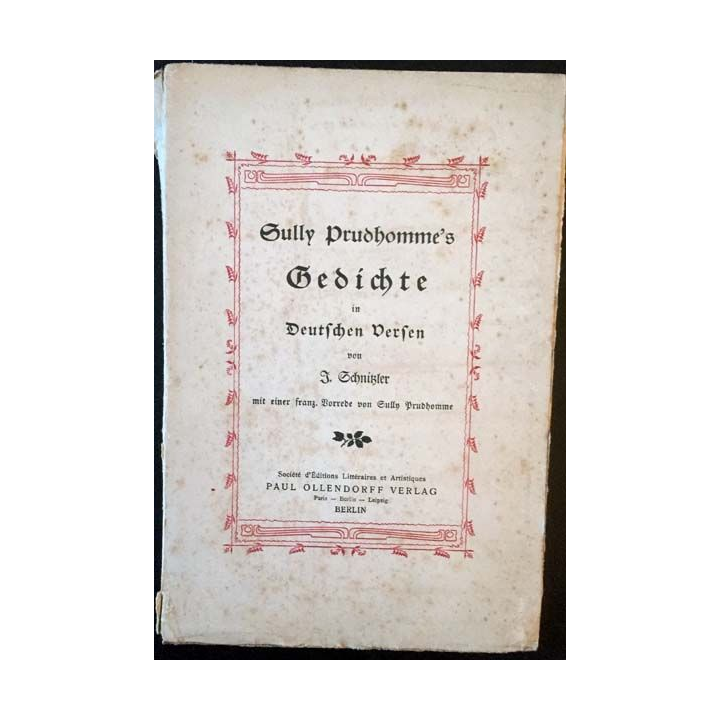 Sully Prudhomme's
Gedichte
in
Deutschen Versen
von
J. Schnitzler
mit einer franz. Vorrede von Sully Prudhomme
Société d'Éditions Littéraires et Artistiques
PAUL OLLENDORFF VERLAG
Paris — Berlin — Leipzig
BERLIN